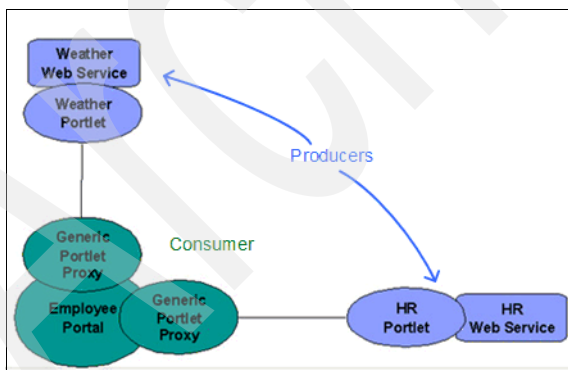 Weather
Web Service
Weather
Portlet
Producers
Generic
Portlet
Proxy
Consumer
Employee
Portal
Generic
Portlet
Proxy
HR
Portlet
HR
Web Service